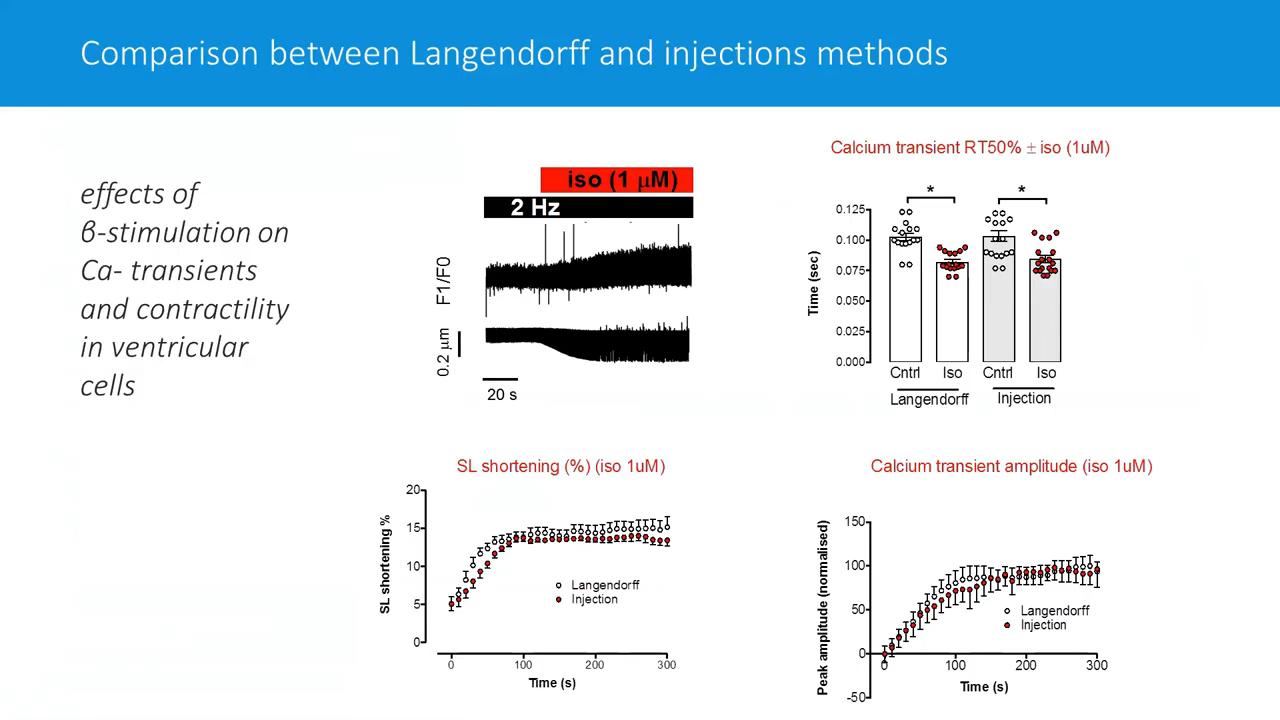 Comparison between Langendorff and injections methods
effects of
β-stimulation on
Ca- transients
and contractility
in ventricular
cells
iso (1 μM)
2 Hz
F1/F0
0.2 μm
20 s
Calcium transient RT50% ± iso (1uM)
* *
Time (sec)
0.125
0.100
0.075
0.050
0.025
0.000
Cntrl Iso Cntrl Iso
Langendorff Injection
SL shortening (%) (iso 1uM)
SL shortening %
20
15
10
5
0
Langendorff
Injection
0 100 200 300
Time (s)
Calcium transient amplitude (iso 1uM)
Peak amplitude (normalised)
150
100
50
0
-50
Langendorff
Injection
0 100 200 300
Time (s)